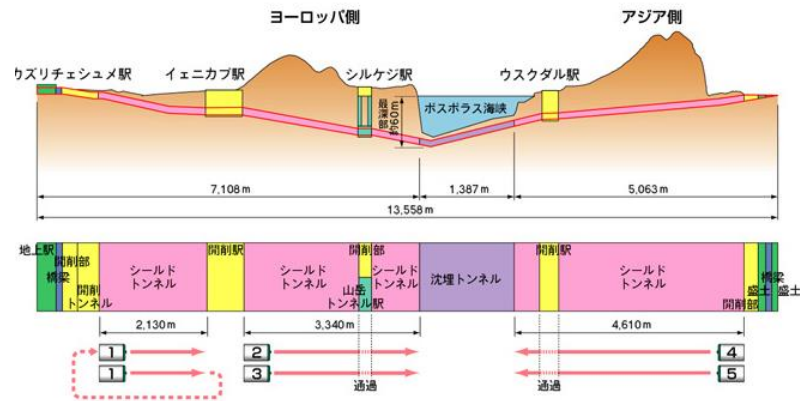 ヨーロッパ側
アジア側
カズリチェシュメ駅
イェニカプ駅
シルケジ駅
ウスクダル駅
ボスポラス海峡
最深部
約60m
7,108m
1,387m
5,063m
13,558m
地上駅
橋梁
開削部
開削
トンネル
シールド
トンネル
開削駅
シールド
トンネル
開削部
山岳
トンネル駅
シールド
トンネル
沈埋トンネル
開削駅
シールド
トンネル
開削部
盛土
橋梁
盛土
2,130m
3,340m
4,610m
1
2
4
1
3
5
通過
通過